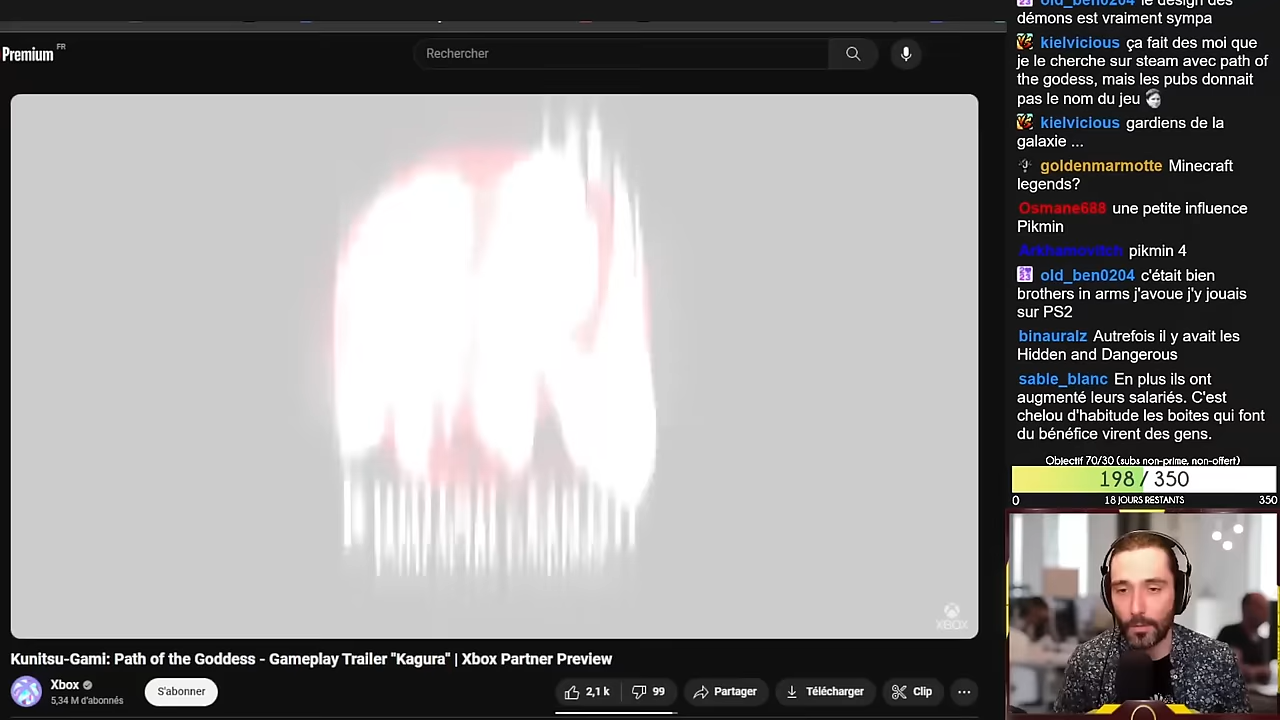 Premium FR
Rechercher
XBOX
Kunitsu-Gami: Path of the Goddess - Gameplay Trailer "Kagura" | Xbox Partner Preview
Xbox
5,34 M d'abonnés
S'abonner
2,1 k
99
Partager
Télécharger
Clip
old_ben0204 le design des
démons est vraiment sympa
kielvicious ça fait des moi que
je le cherche sur steam avec path of
the godess, mais les pubs donnait
pas le nom du jeu
kielvicious gardiens de la
galaxie ...
goldenmarmotte Minecraft
legends?
Osmane688 une petite influence
Pikmin
Arkhamovitch pikmin 4
old_ben0204 c'était bien
brothers in arms j'avoue j'y jouais
sur PS2
binauralz Autrefois il y avait les
Hidden and Dangerous
sable_blanc En plus ils ont
augmenté leurs salariés. C'est
chelou d'habitude les boites qui font
du bénéfice virent des gens.
Objectif 70/30 (subs non-prime, non-offert)
198 / 350
0 18 JOURS RESTANTS 350